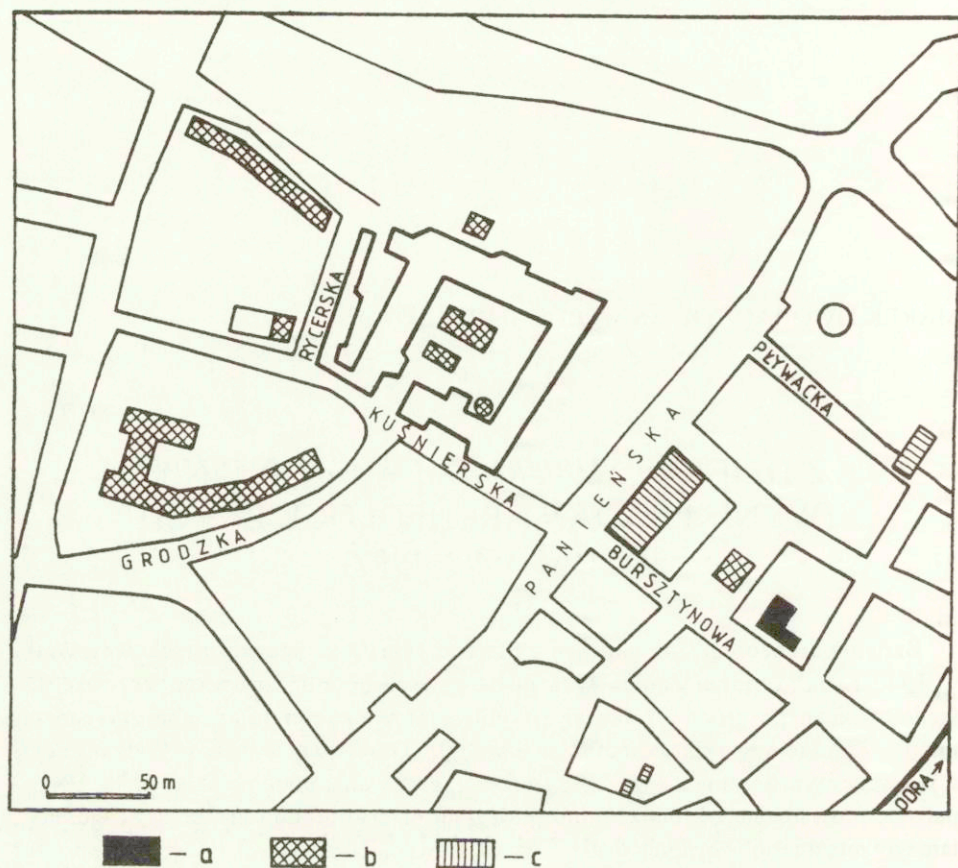 RYCERSKA
PŁYWACKA
KUŚNIERSKA
PANIEŃSKA
GRODZKA
BURSZTYNOWA
0 50 m
ODRA →
— a — b — c